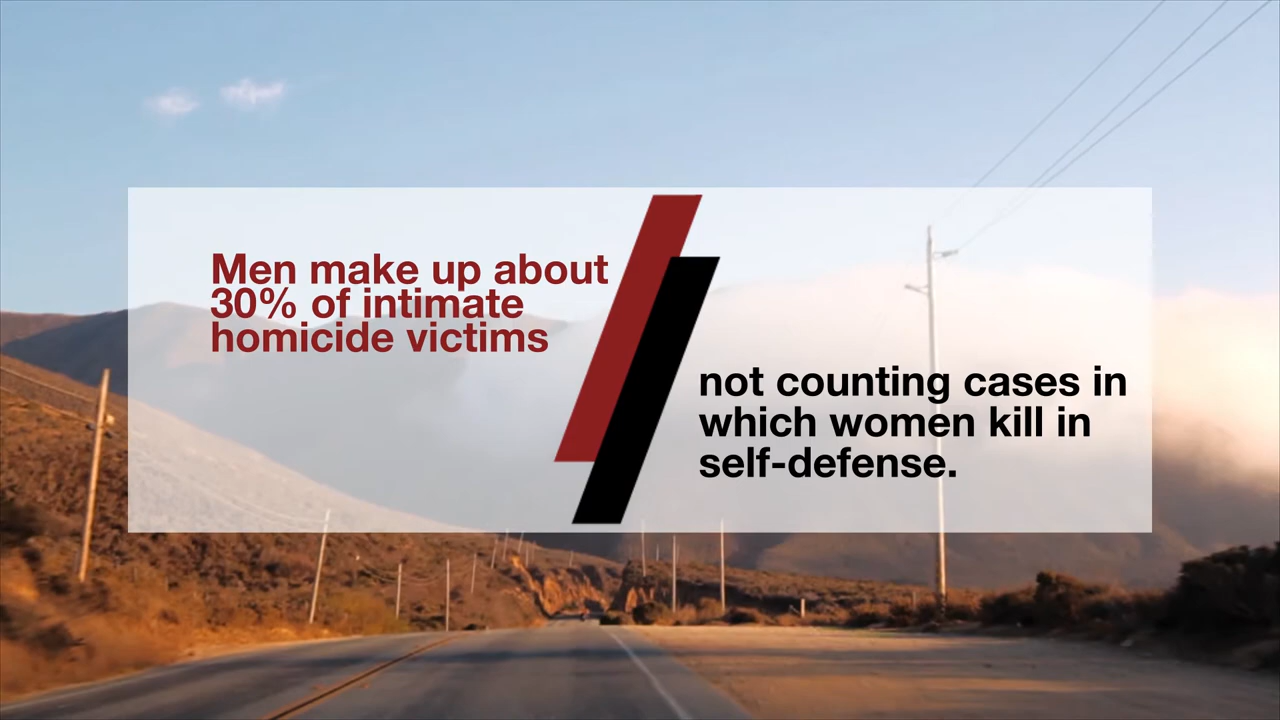 Men make up about
30% of intimate
homicide victims
not counting cases in
which women kill in
self-defense.